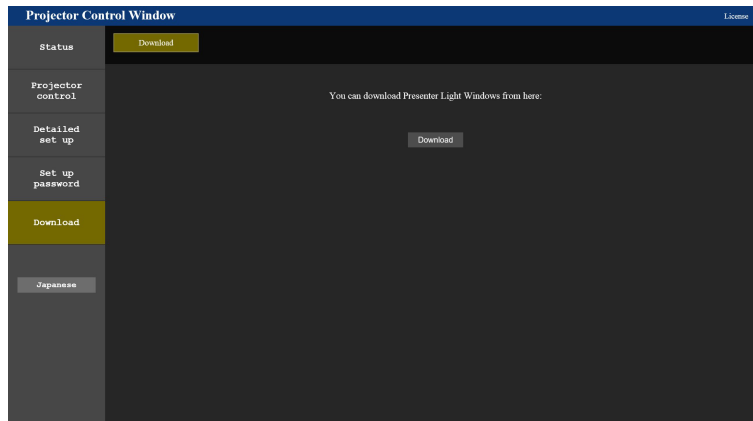 Projector Control Window
License
Status
Download
Projector
control
You can download Presenter Light Windows from here:
Detailed
set up
Download
Set up
password
Download
Japanese